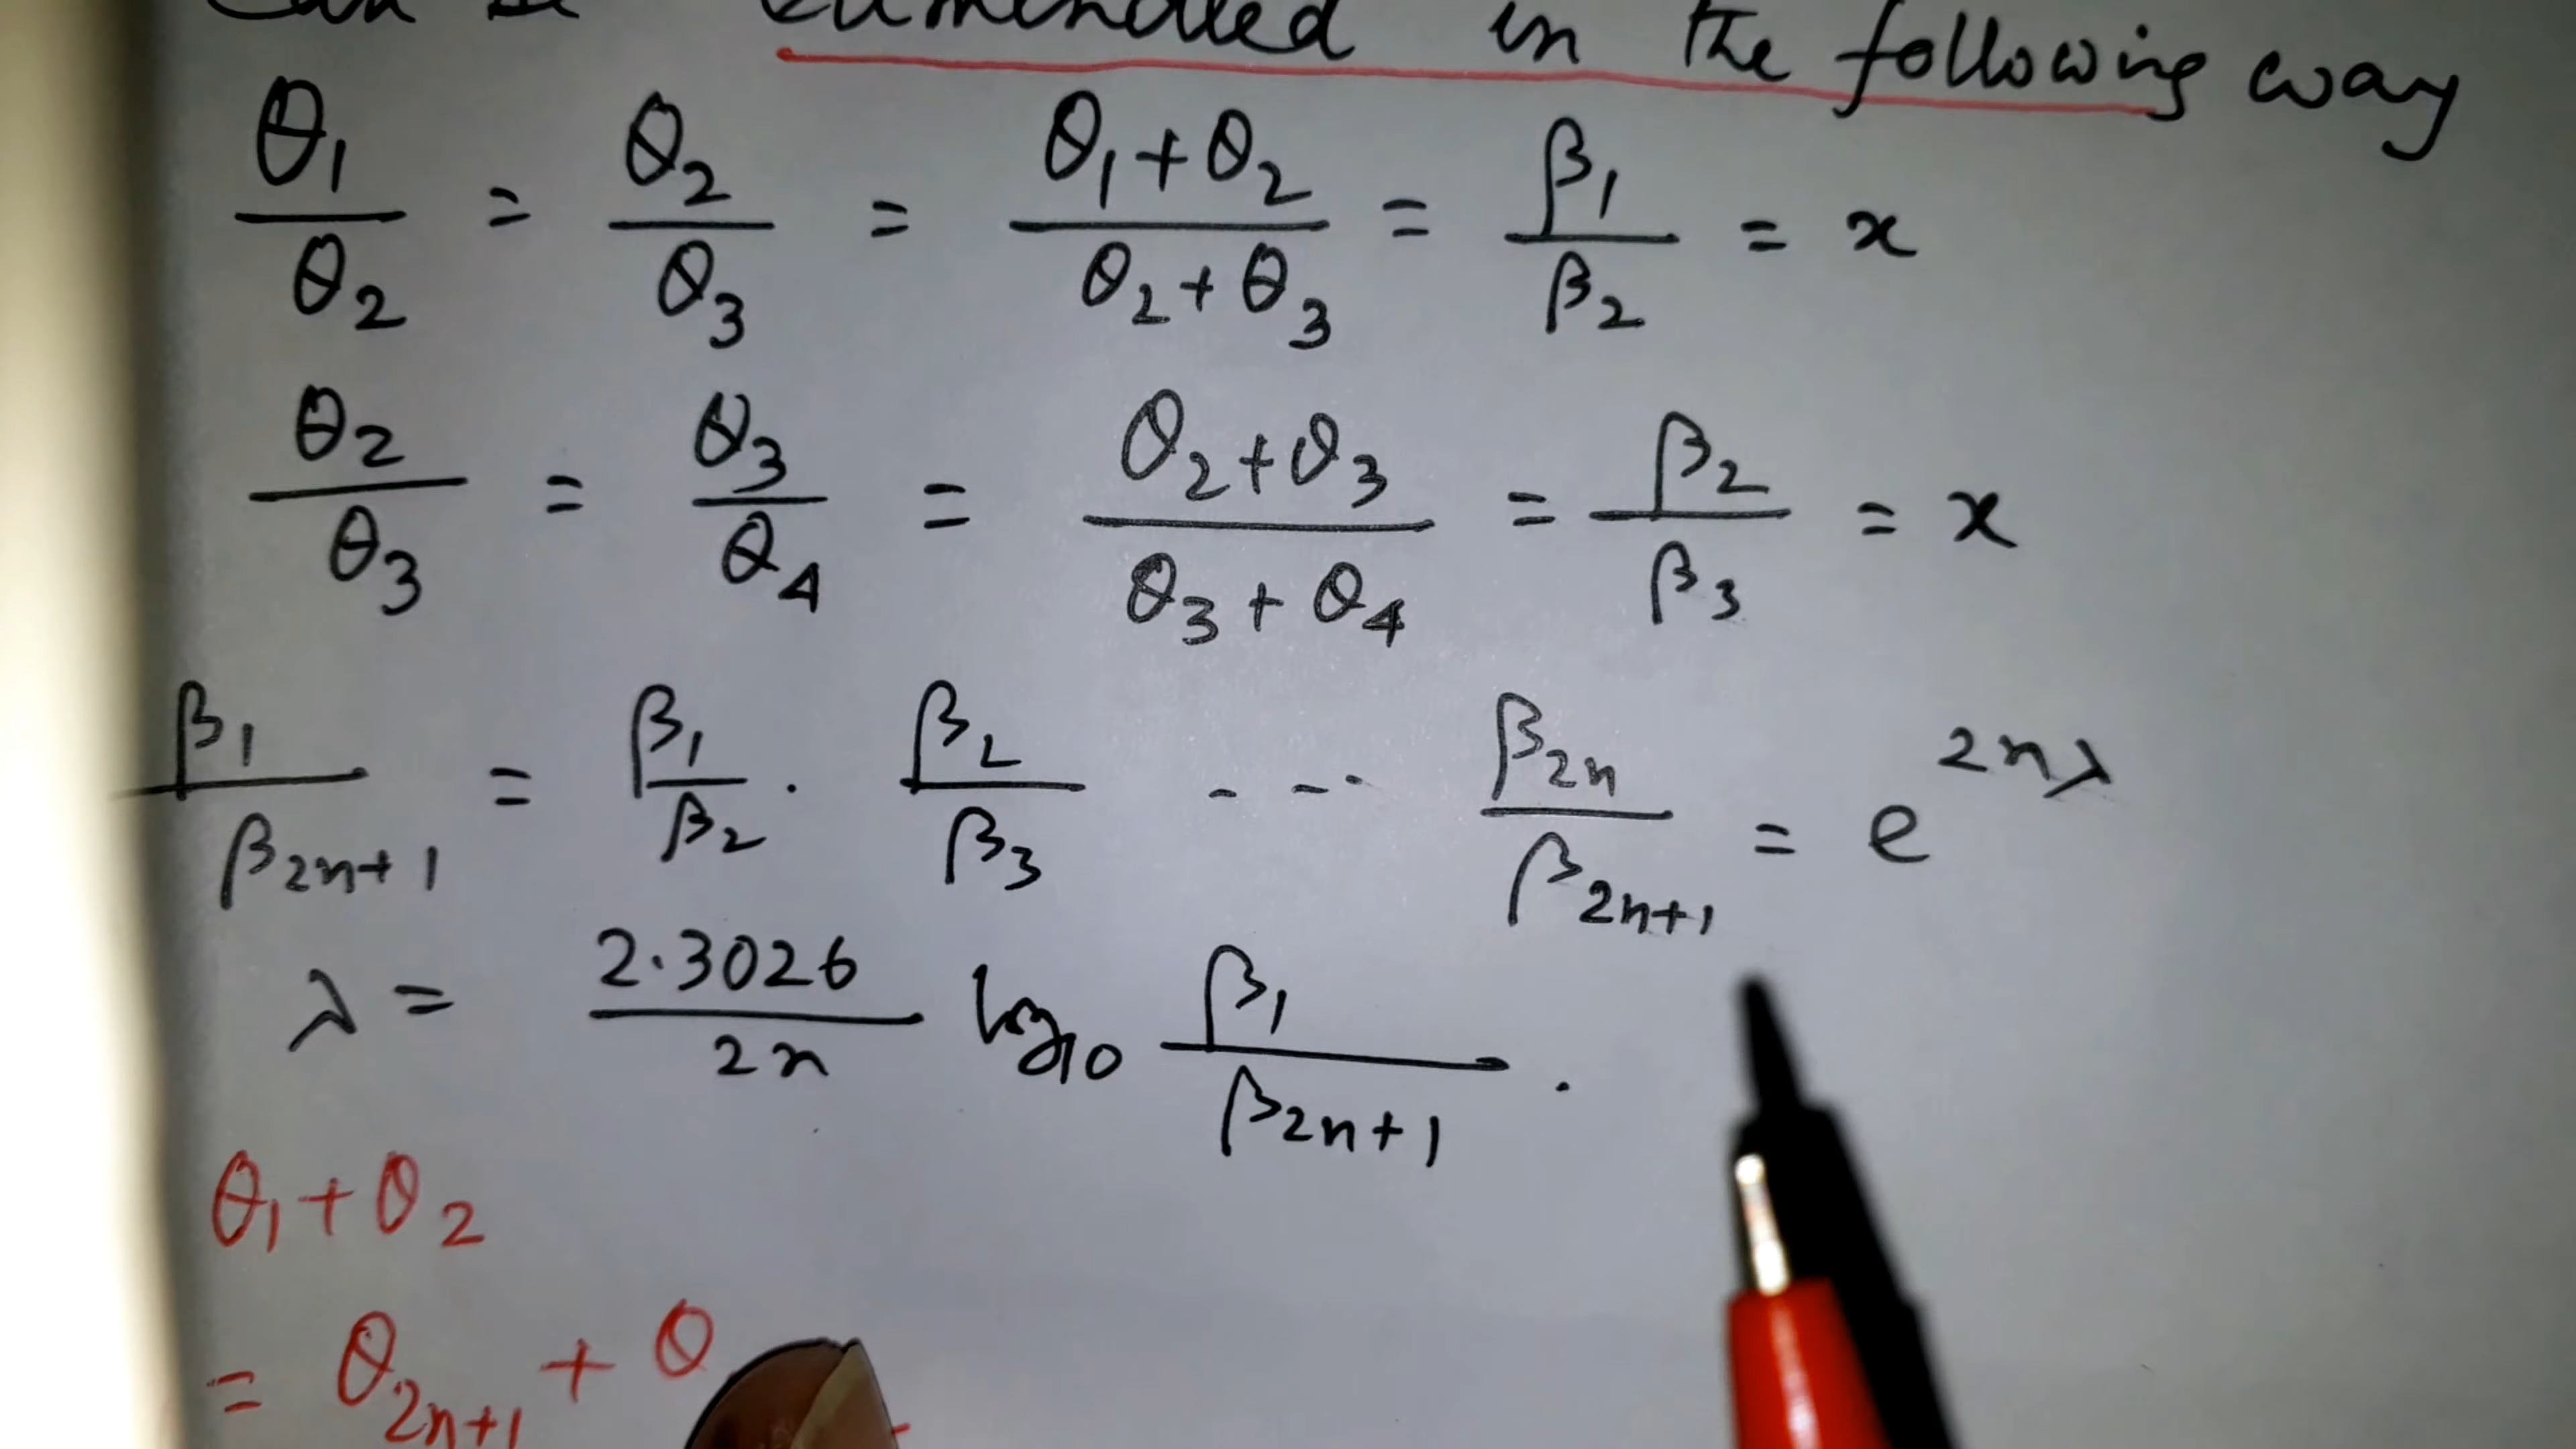 in the following way
θ₁/θ₂ = θ₂/θ₃ = (θ₁+θ₂)/(θ₂+θ₃) = β₁/β₂ = x
θ₂/θ₃ = θ₃/θ₄ = (θ₂+θ₃)/(θ₃+θ₄) = β₂/β₃ = x
β₁/β₂ₙ₊₁ = β₁/β₂ · β₂/β₃ - - - β₂ₙ/β₂ₙ₊₁ = e^(2nλ)
λ = 2.3026/2n log₁₀ β₁/β₂ₙ₊₁ .
θ₁+θ₂
= θ₂ₙ₊₁ + θ